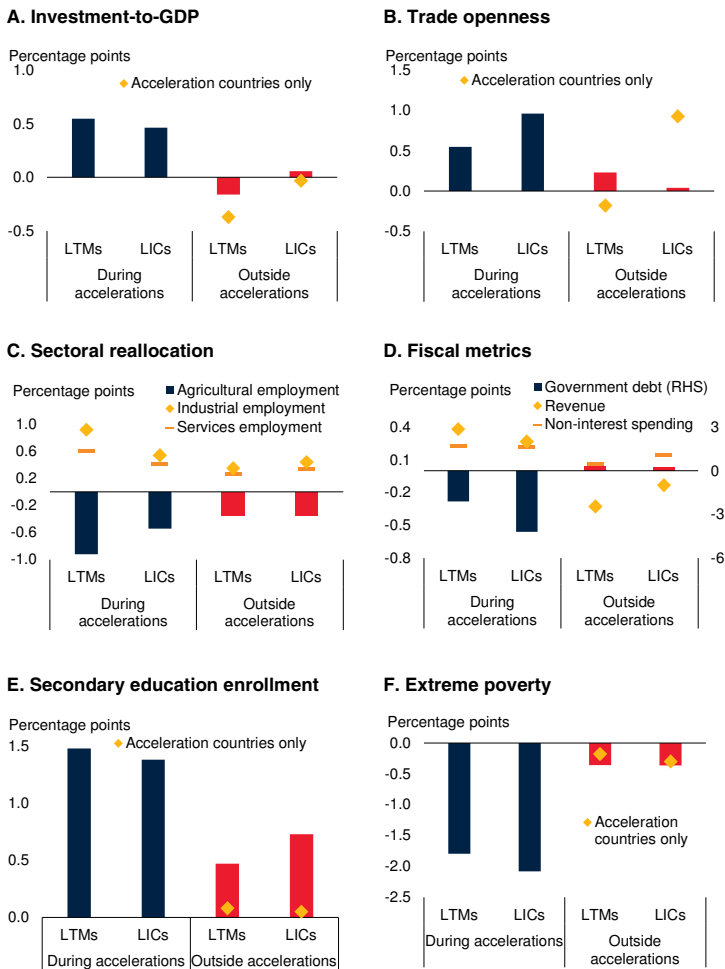 A. Investment-to-GDP
Percentage points
1.0
0.5
0.0
-0.5
Acceleration countries only
LTMs LICs LTMs LICs
During accelerations
Outside accelerations
B. Trade openness
Percentage points
1.5
1.0
0.5
0.0
-0.5
Acceleration countries only
LTMs LICs LTMs LICs
During accelerations
Outside accelerations
C. Sectoral reallocation
Percentage points
Agricultural employment
Industrial employment
Services employment
1.0
0.6
0.2
-0.2
-0.6
-1.0
LTMs LICs LTMs LICs
During accelerations
Outside accelerations
D. Fiscal metrics
Percentage points
Government debt (RHS)
Revenue
Non-interest spending
0.4
0.1
-0.2
-0.5
-0.8
3
0
-3
-6
LTMs LICs LTMs LICs
During accelerations
Outside accelerations
E. Secondary education enrollment
Percentage points
1.5
1.0
0.5
0.0
Acceleration countries only
LTMs LICs LTMs LICs
During accelerations Outside accelerations
F. Extreme poverty
Percentage points
0.0
-0.5
-1.0
-1.5
-2.0
-2.5
Acceleration
countries only
LTMs LICs LTMs LICs
During accelerations
Outside
accelerations